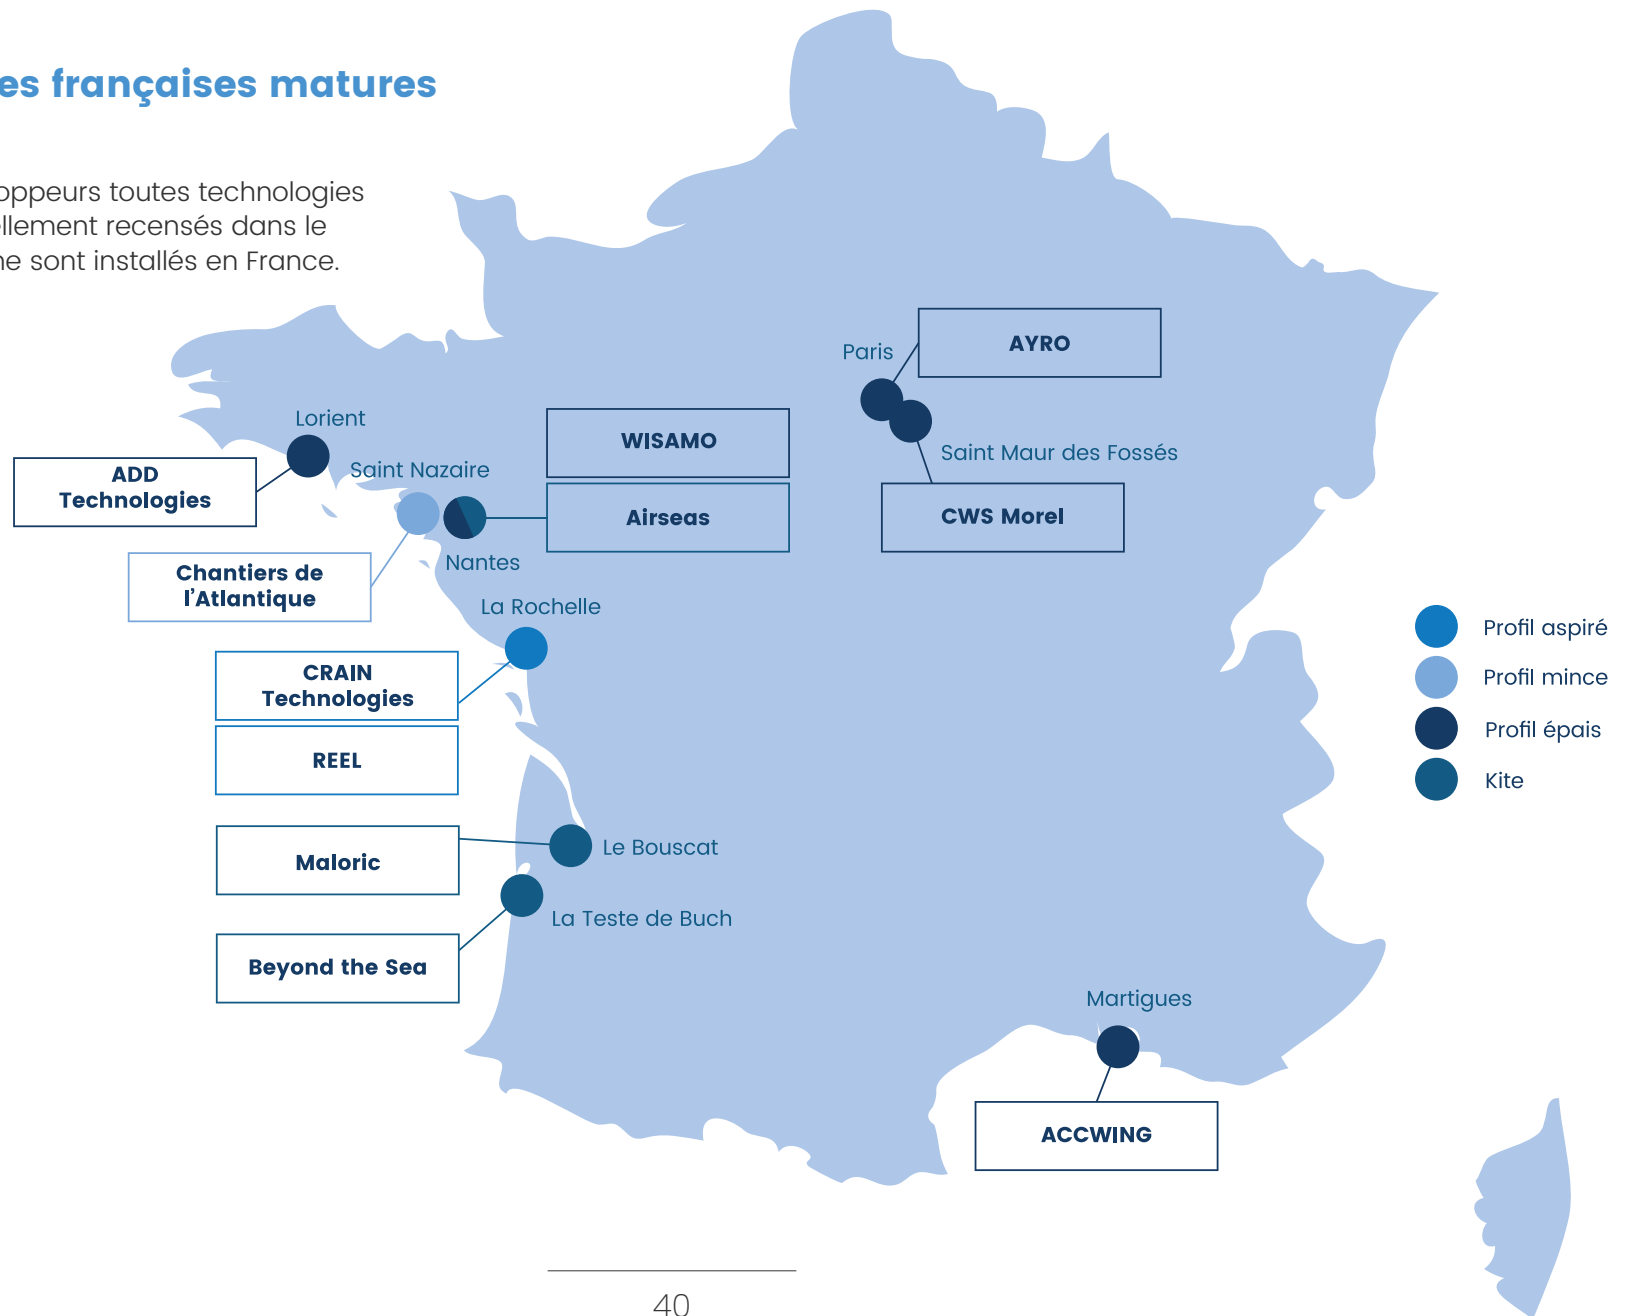 es françaises matures
oppeurs toutes technologies
ellement recensés dans le
ne sont installés en France.
AYRO
Paris
Lorient
WISAMO
Saint Maur des Fossés
Saint Nazaire
ADD
Technologies
Airseas
CWS Morel
Nantes
Chantiers de
l'Atlantique
La Rochelle
CRAIN
Technologies
REEL
Profil aspiré
Profil mince
Profil épais
Kite
Le Bouscat
Maloric
La Teste de Buch
Beyond the Sea
Martigues
ACCWING
40